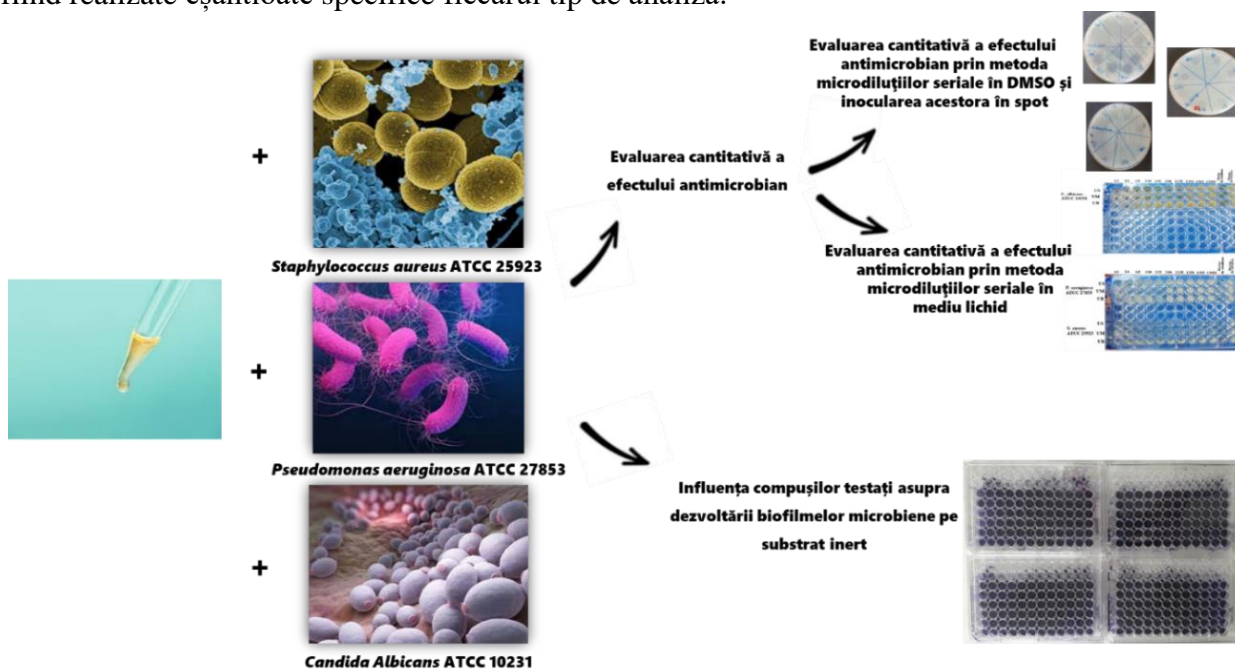 fiind realizate eșantioate specifice fiecărui tip de analiză.
Evaluarea cantitativă a efectului
antimicrobian prin metoda
microdiluțiilor seriale în DMSO și
inocularea acestora în spot
+
Evaluarea cantitativă a
efectului antimicrobian
Staphylococcus aureus ATCC 25923
Evaluarea cantitativă a efectului
antimicrobian prin metoda
microdiluțiilor seriale în
mediu lichid
+
Pseudomonas aeruginosa ATCC 27853
Influența compușilor testați asupra
dezvoltării biofilmelor microbiene pe
substrat inert
+
Candida Albicans ATCC 10231